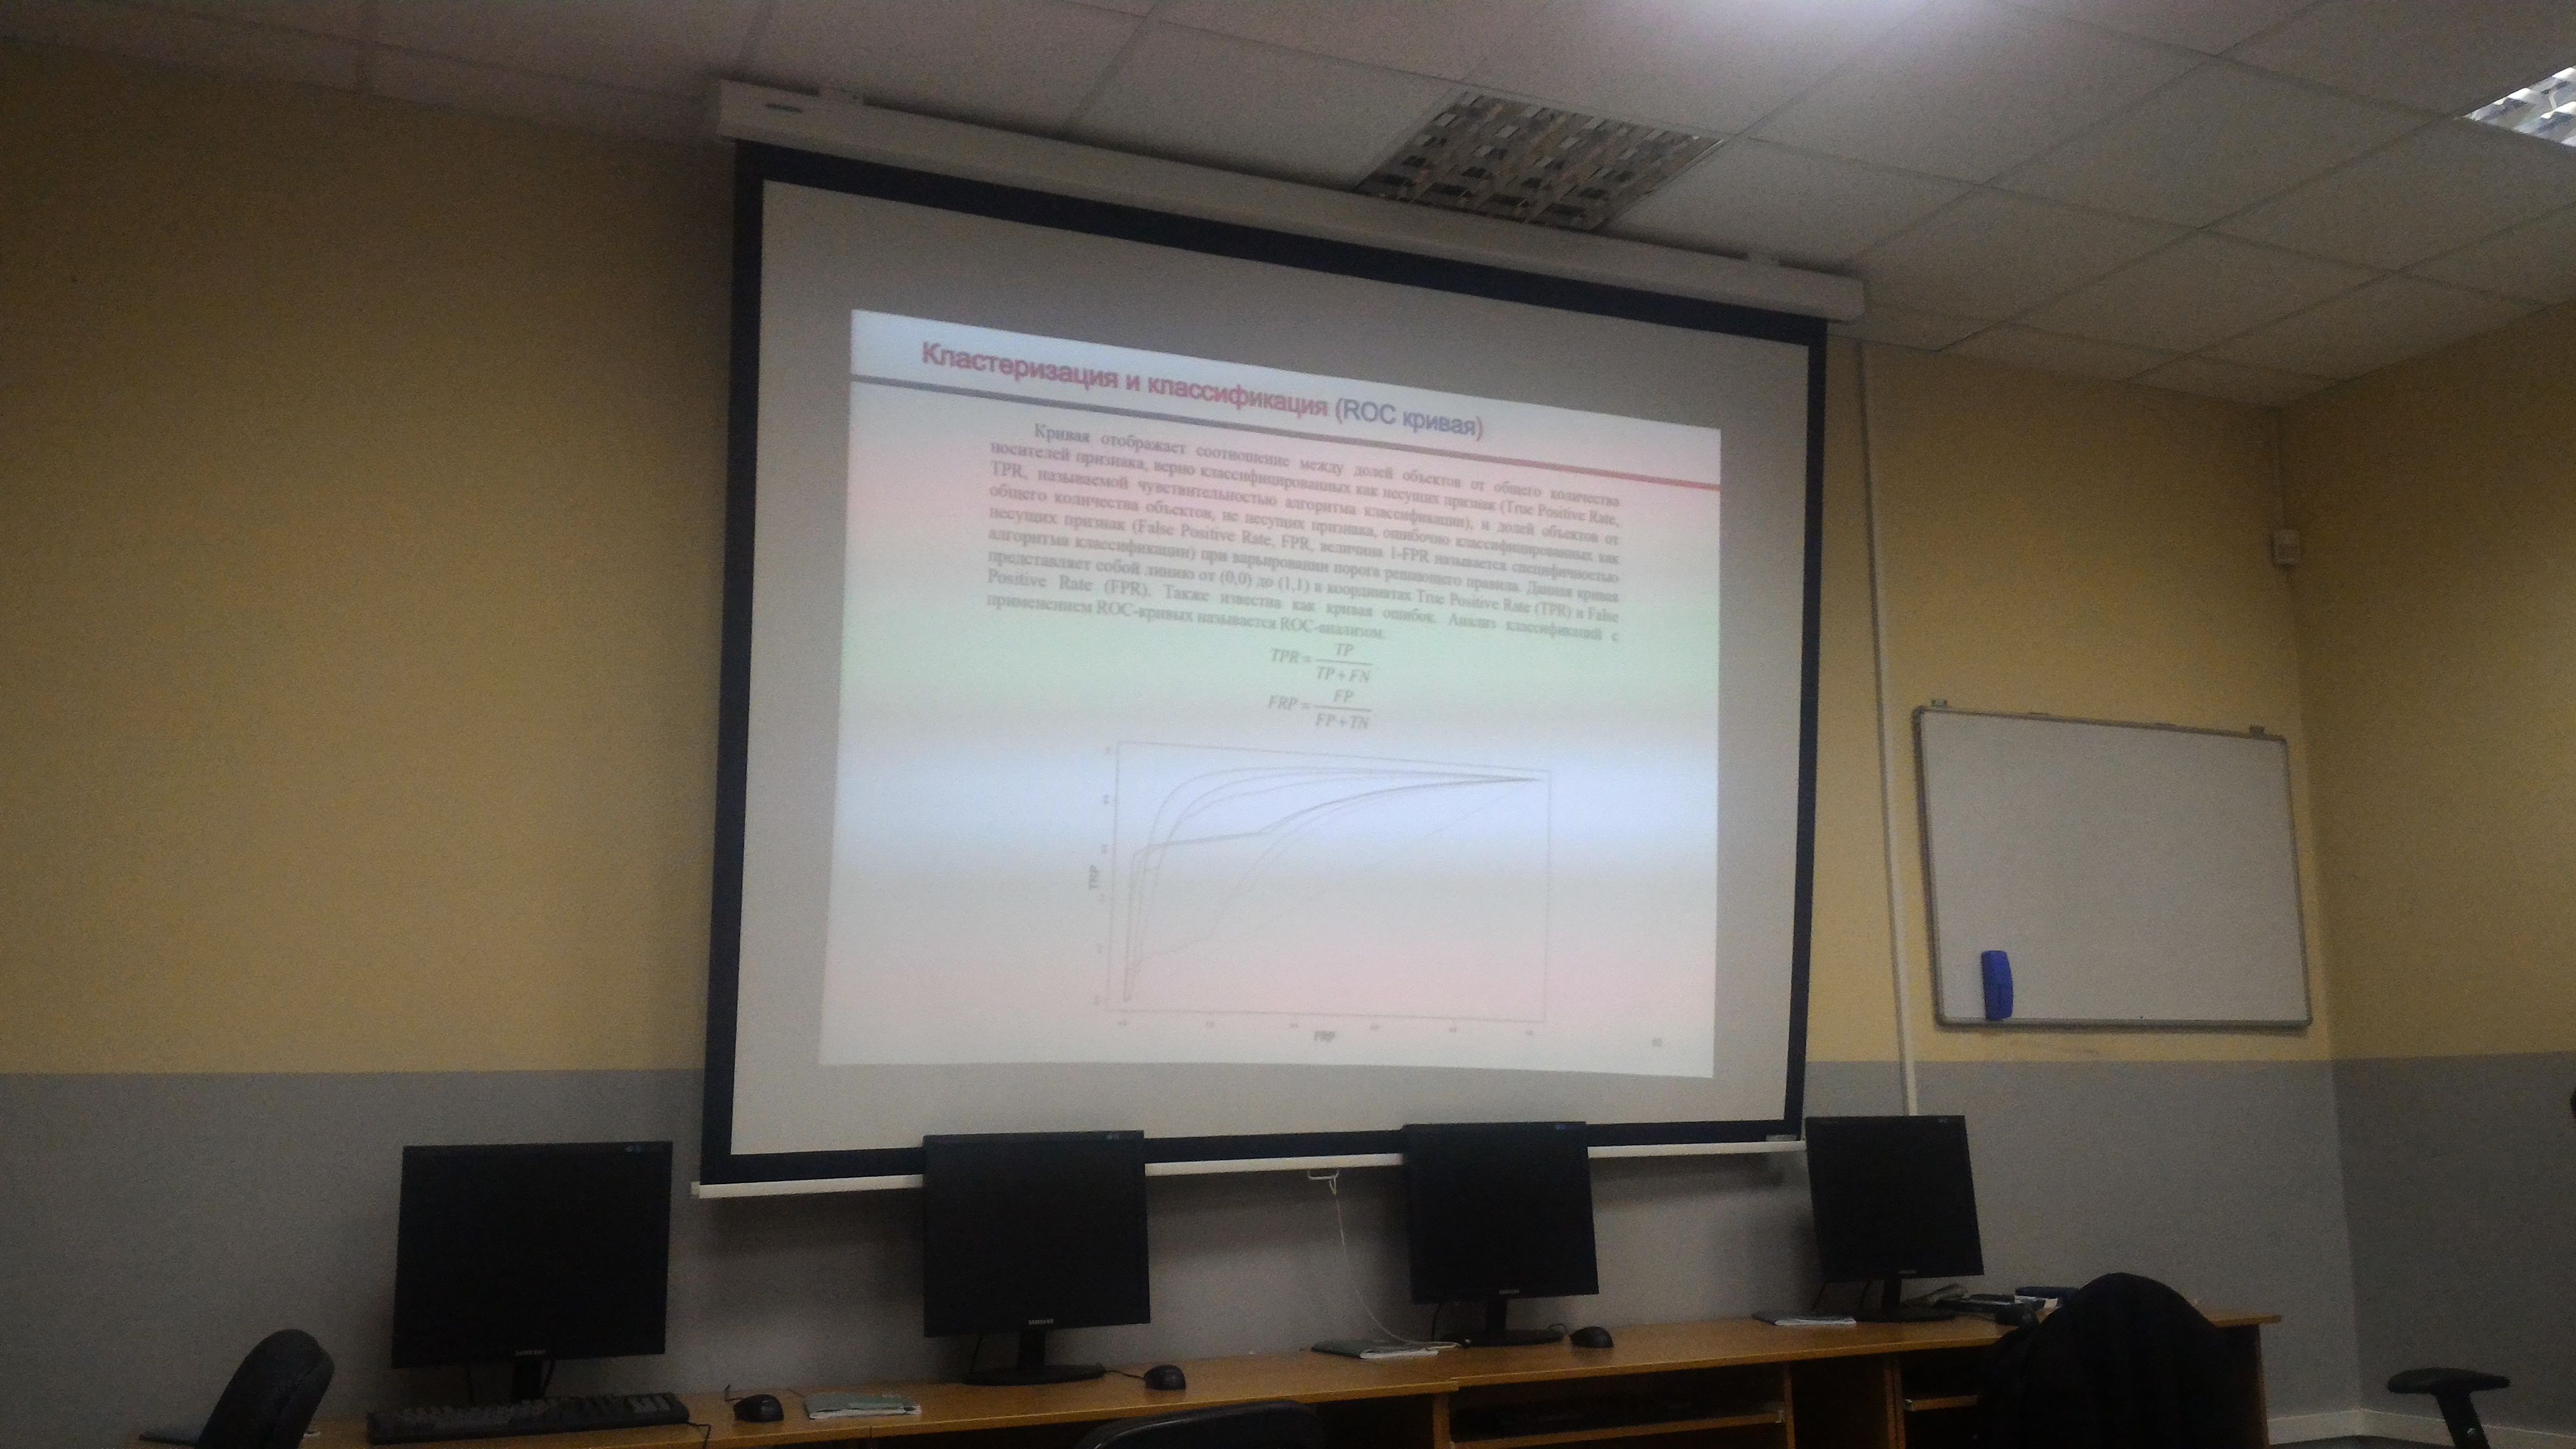 Кластеризация и классификация (ROC кривая)
Кривая отображает соотношение между долей объектов от общего количества
носителей признака, верно классифицированных как несущих признак (True Positive Rate,
TPR, называемой чувствительностью алгоритма классификации), и долей объектов от
общего количества объектов, не несущих признака, ошибочно классифицированных как
несущих признак (False Positive Rate, FPR, величина 1-FPR называется специфичностью
алгоритма классификации) при варьировании порога решающего правила. Данная кривая
представляет собой линию от (0,0) до (1,1) в координатах True Positive Rate (TPR) и False
Positive Rate (FPR). Также известна как кривая ошибок. Анализ классификаций с
применением ROC-кривых называется ROC-анализом.
TPR = TP / TP + FN
FRP = FP / FP + TN
TRP
FRP
SAMSUNG
SAMSUNG
SAMSUNG